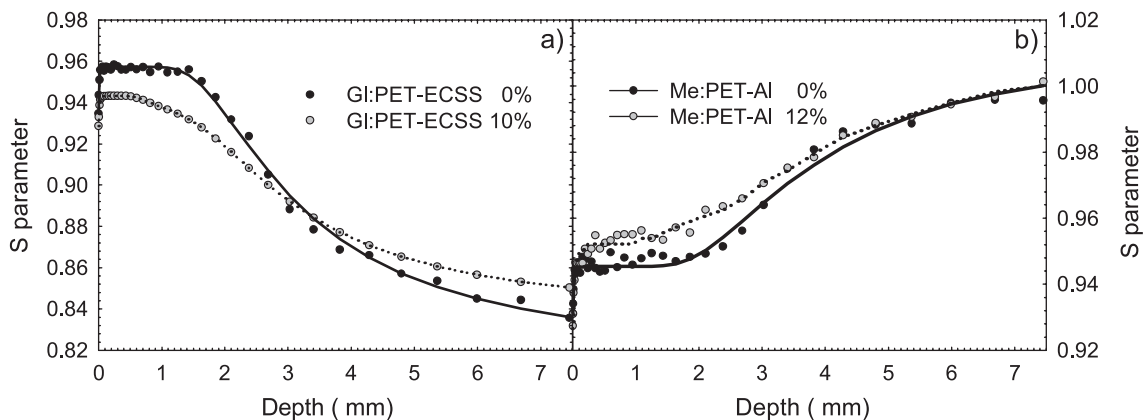 a)
Gl:PET-ECSS 0%
Gl:PET-ECSS 10%
S parameter
0.98
0.96
0.94
0.92
0.90
0.88
0.86
0.84
0.82
0 1 2 3 4 5 6 7
Depth ( mm)
b)
Me:PET-Al 0%
Me:PET-Al 12%
1.02
1.00
0.98
0.96
0.94
0.92
S parameter
0 1 2 3 4 5 6 7
Depth ( mm)